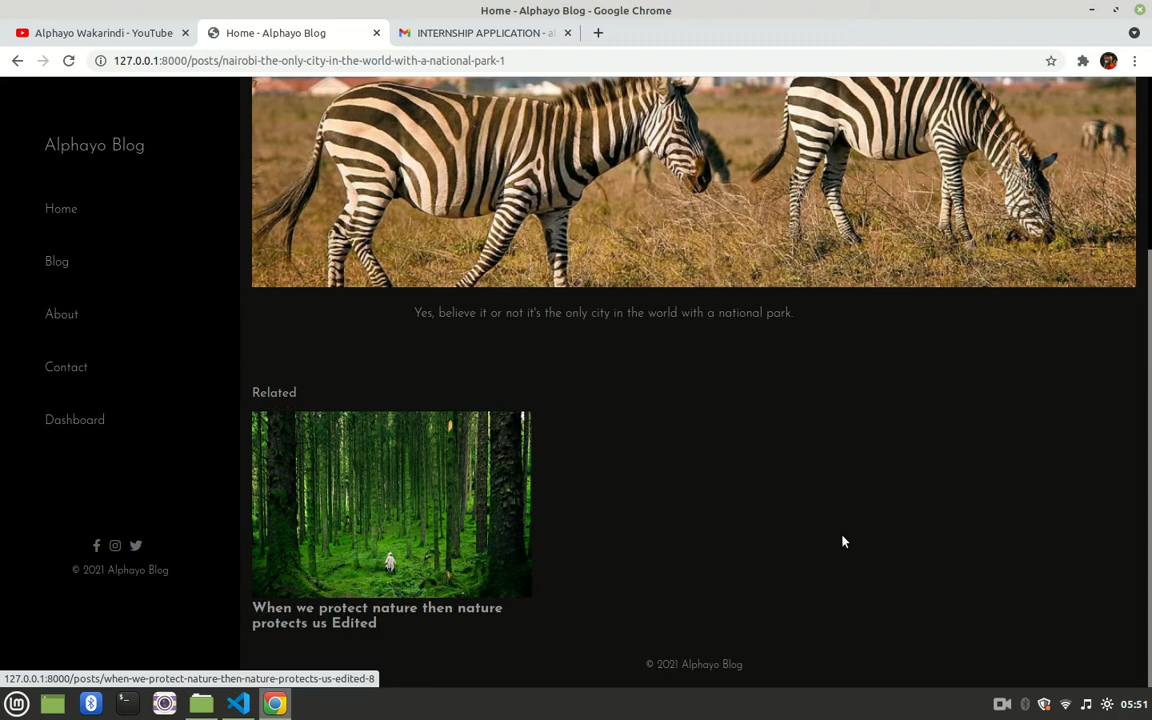 Home - Alphayo Blog - Google Chrome
Alphayo Wakarindi - YouTube
Home - Alphayo Blog
INTERNSHIP APPLICATION - al
127.0.0.1:8000/posts/nairobi-the-only-city-in-the-world-with-a-national-park-1
Alphayo Blog
Home
Blog
About
Contact
Dashboard
© 2021 Alphayo Blog
Yes, believe it or not it's the only city in the world with a national park.
Related
When we protect nature then nature
protects us Edited
© 2021 Alphayo Blog
127.0.0.1:8000/posts/when-we-protect-nature-then-nature-protects-us-edited-8
05:51